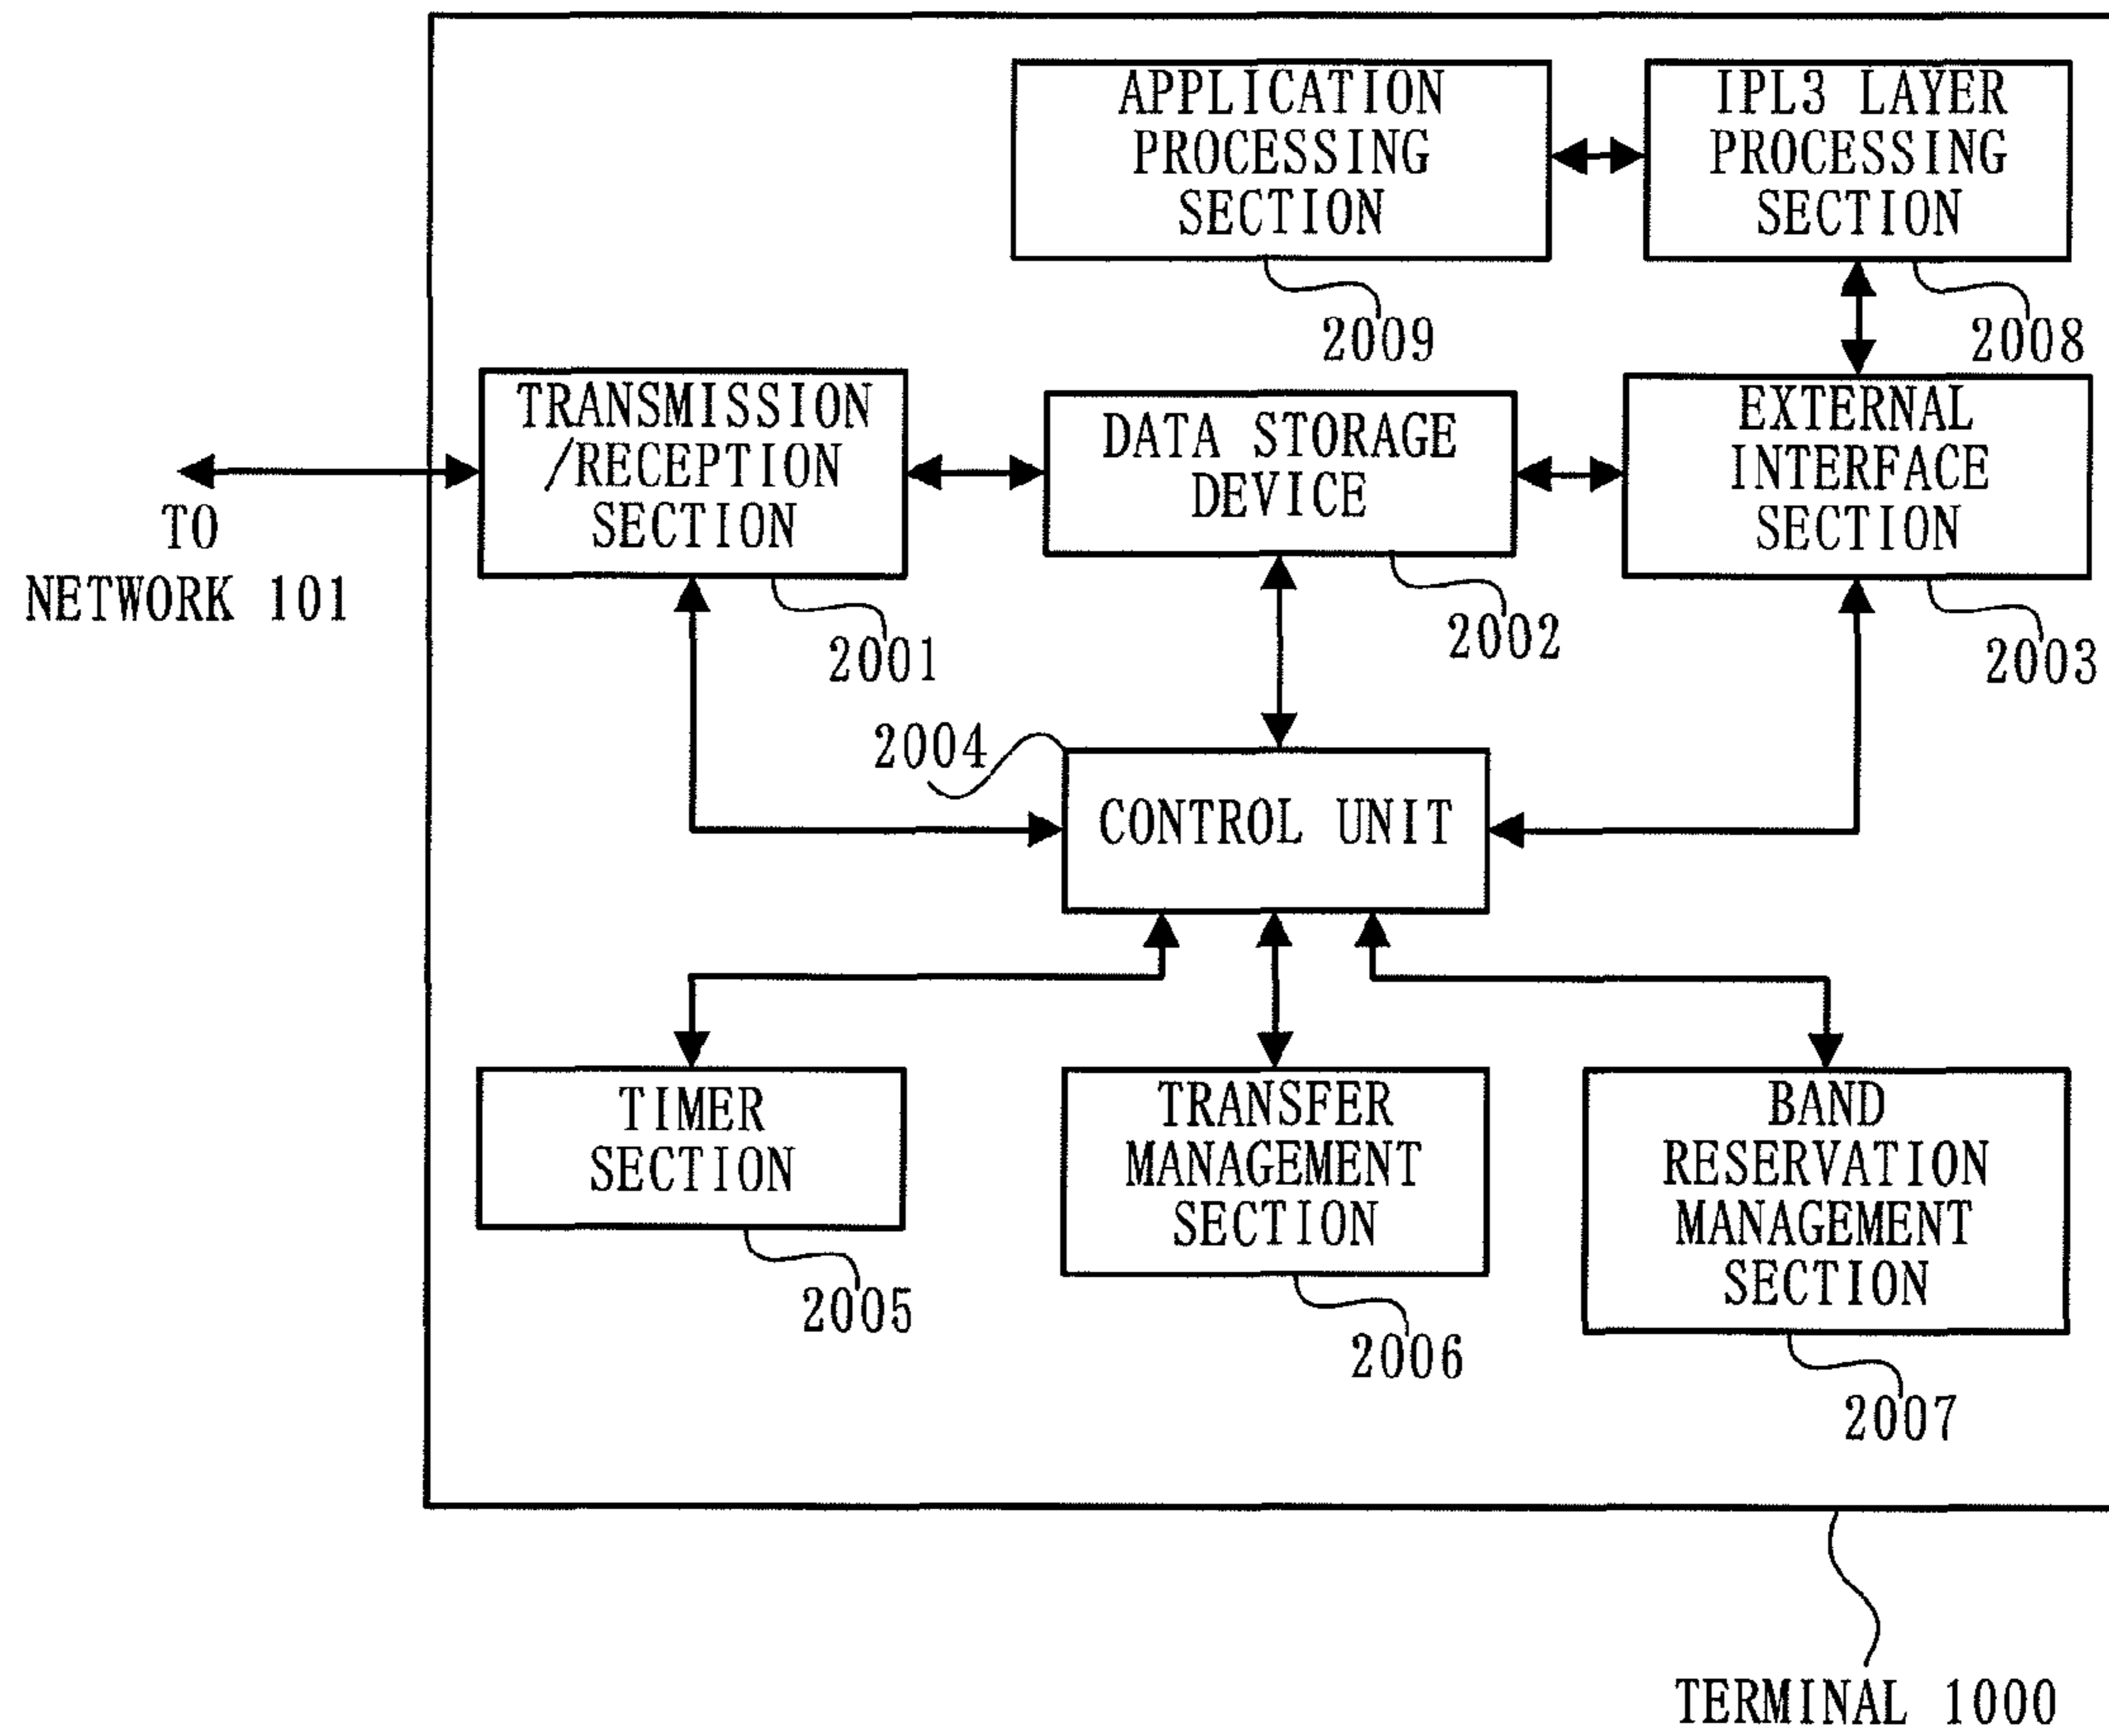 APPLICATION
PROCESSING
SECTION
2009
IPL3 LAYER
PROCESSING
SECTION
2008
TRANSMISSION
/RECEPTION
SECTION
2001
DATA STORAGE
DEVICE
2002
EXTERNAL
INTERFACE
SECTION
2003
TO
NETWORK 101
2004
CONTROL UNIT
TIMER
SECTION
2005
TRANSFER
MANAGEMENT
SECTION
2006
BAND
RESERVATION
MANAGEMENT
SECTION
2007
TERMINAL 1000